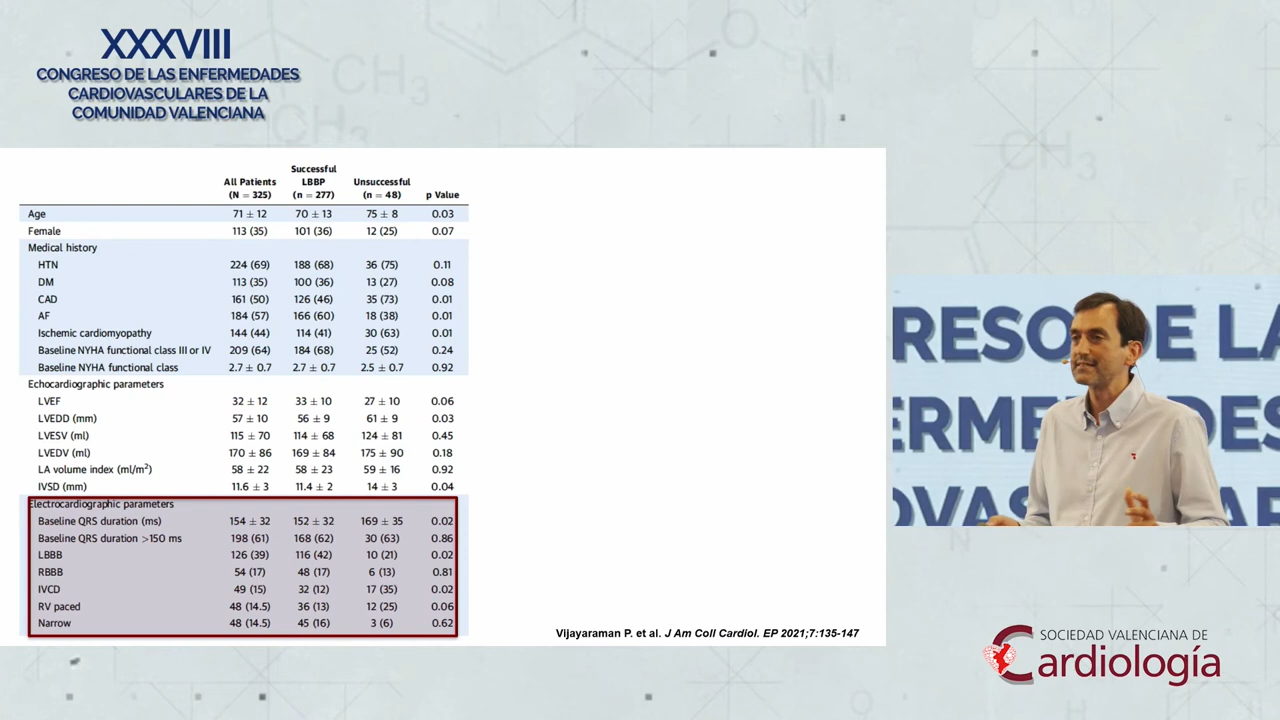 XXXVIII
CONGRESO DE LAS ENFERMEDADES
CARDIOVASCULARES DE LA
COMUNIDAD VALENCIANA
All Patients (N = 325) Successful LBBP (n = 277) Unsuccessful (n = 48) p Value
Age 71 ± 12 70 ± 13 75 ± 8 0.03
Female 113 (35) 101 (36) 12 (25) 0.07
Medical history
HTN 224 (69) 188 (68) 36 (75) 0.11
DM 113 (35) 100 (36) 13 (27) 0.08
CAD 161 (50) 126 (46) 35 (73) 0.01
AF 184 (57) 166 (60) 18 (38) 0.01
Ischemic cardiomyopathy 144 (44) 114 (41) 30 (63) 0.01
Baseline NYHA functional class III or IV 209 (64) 184 (68) 25 (52) 0.24
Baseline NYHA functional class 2.7 ± 0.7 2.7 ± 0.7 2.5 ± 0.7 0.92
Echocardiographic parameters
LVEF 32 ± 12 33 ± 10 27 ± 10 0.06
LVEDD (mm) 57 ± 10 56 ± 9 61 ± 9 0.03
LVESV (ml) 115 ± 70 114 ± 68 124 ± 81 0.45
LVEDV (ml) 170 ± 86 169 ± 84 175 ± 90 0.18
LA volume index (ml/m²) 58 ± 22 58 ± 23 59 ± 16 0.92
IVSD (mm) 11.6 ± 3 11.4 ± 2 14 ± 3 0.04
Electrocardiographic parameters
Baseline QRS duration (ms) 154 ± 32 152 ± 32 169 ± 35 0.02
Baseline QRS duration >150 ms 198 (61) 168 (62) 30 (63) 0.86
LBBB 126 (39) 116 (42) 10 (21) 0.02
RBBB 54 (17) 48 (17) 6 (13) 0.81
IVCD 49 (15) 32 (12) 17 (35) 0.02
RV paced 48 (14.5) 36 (13) 12 (25) 0.06
Narrow 48 (14.5) 45 (16) 3 (6) 0.62
Vijayaraman P. et al. J Am Coll Cardiol. EP 2021;7:135-147
RESO DE LA
ERMEDADES
OVAS
SOCIEDAD VALENCIANA DE
Cardiología
CH₃
CH₃
CH₃
O
N